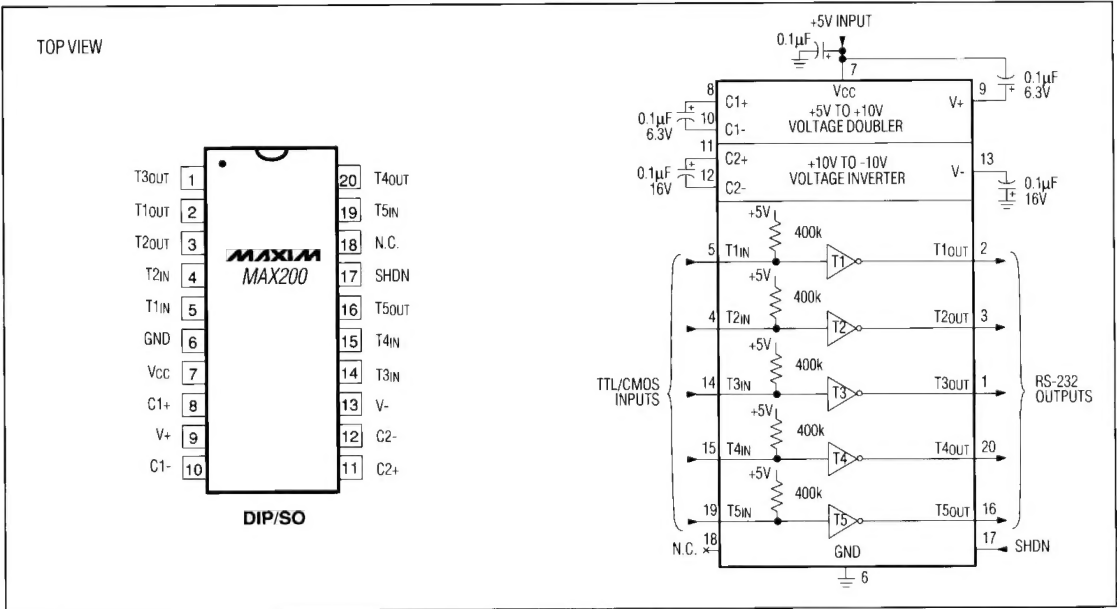 TOP VIEW
T3OUT 1
T1OUT 2
T2OUT 3
T2IN 4
T1IN 5
GND 6
VCC 7
C1+ 8
V+ 9
C1- 10
MAXIM
MAX200
20 T4OUT
19 T5IN
18 N.C.
17 SHDN
16 T5OUT
15 T4IN
14 T3IN
13 V-
12 C2-
11 C2+
DIP/SO
+5V INPUT
0.1µF
+
7
VCC
+5V TO +10V
VOLTAGE DOUBLER
8 C1+
+
0.1µF
6.3V
10 C1-
V+ 9
0.1µF
6.3V
+
11 C2+
+
0.1µF
16V
12 C2-
+10V TO -10V
VOLTAGE INVERTER
V- 13
0.1µF
16V
+
+5V
400k
5 T1IN T1 T1OUT 2
+5V
400k
4 T2IN T2 T2OUT 3
+5V
400k
14 T3IN T3 T3OUT 1
+5V
400k
15 T4IN T4 T4OUT 20
+5V
400k
19 T5IN T5 T5OUT 16
TTL/CMOS
INPUTS
RS-232
OUTPUTS
N.C. 18
GND
6
17 SHDN